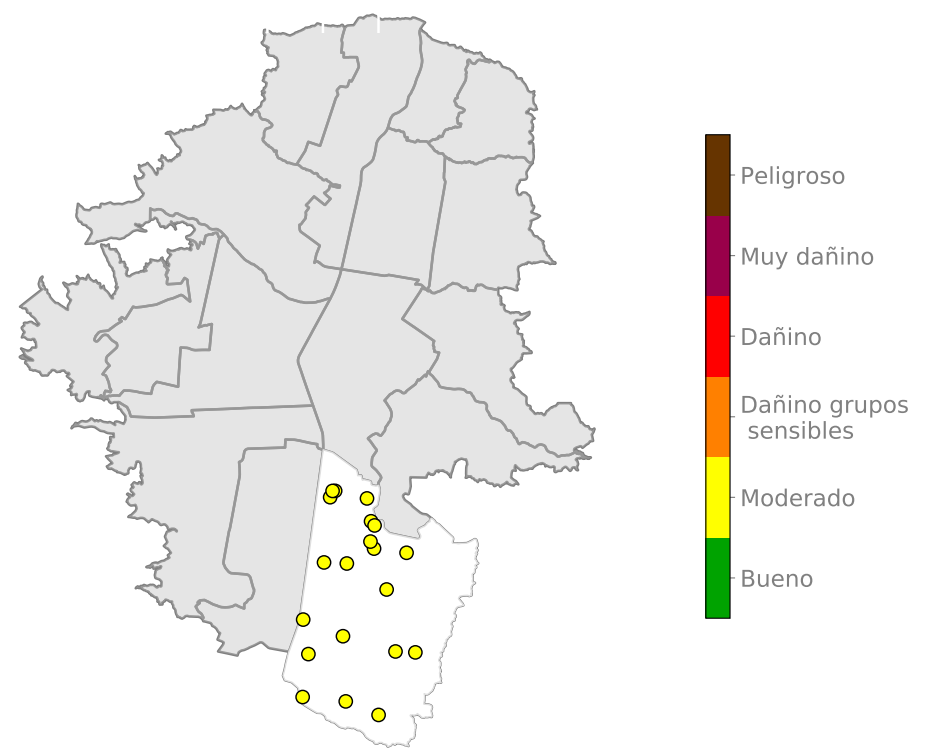 Peligroso
Muy dañino
Dañino
Dañino grupos
sensibles
Moderado
Bueno